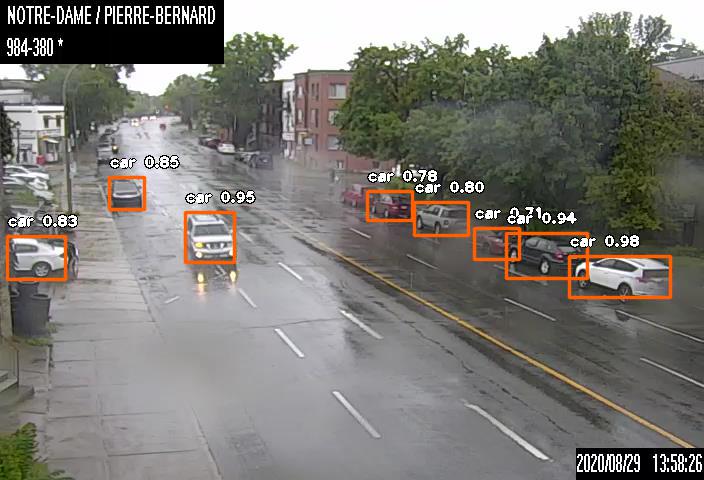 NOTRE-DAME / PIERRE-BERNARD
984-380 *
car 0.85
car 0.78
car 0.80
car 0.95
car 0.71
car 0.94
car 0.83
car 0.98
2020/08/29 13:58:26